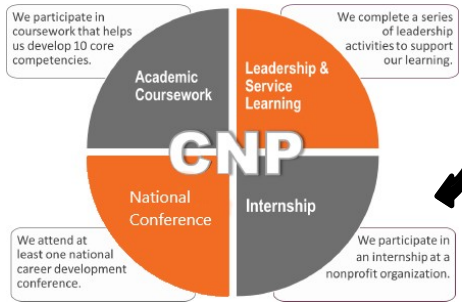 We participate in
coursework that helps
us develop 10 core
competencies.
We complete a series
of leadership
activities to support
our learning.
Academic
Coursework
Leadership &
Service
Learning
CNP
National
Conference
Internship
We attend at
least one national
career development
conference.
We participate in
an internship at a
nonprofit organization.